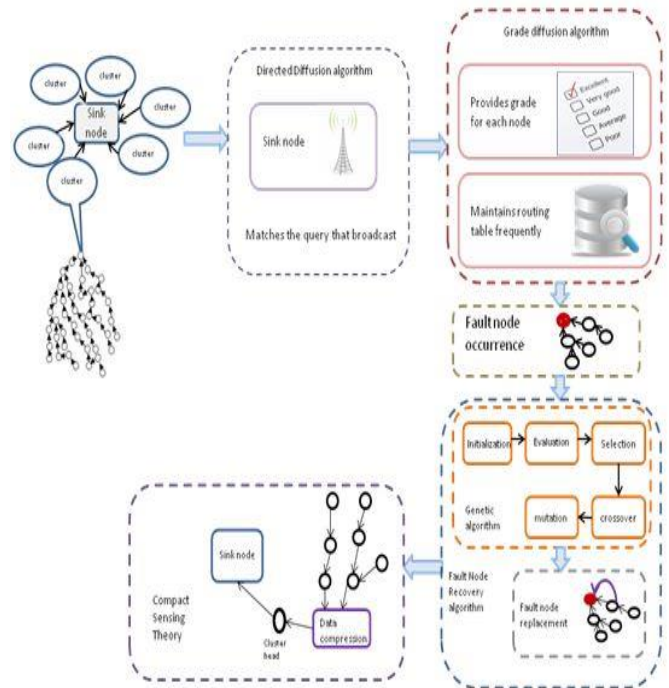 cluster
cluster
cluster
cluster
cluster
cluster
cluster
Sink
node
Directed Diffusion algorithm
Sink node
Matches the query that broadcast
Grade diffusion algorithm
Provides grade
for each node
Excellent
Very good
Good
Average
Poor
Maintains routing
table frequently
Fault node
occurrence
Initialization
Evaluation
Selection
Genetic
algorithm
mutation
crossover
Fault Node
Recovery
algorithm
Fault node
replacement
Sink node
Compact
Sensing
Theory
Cluster
head
Data
compression